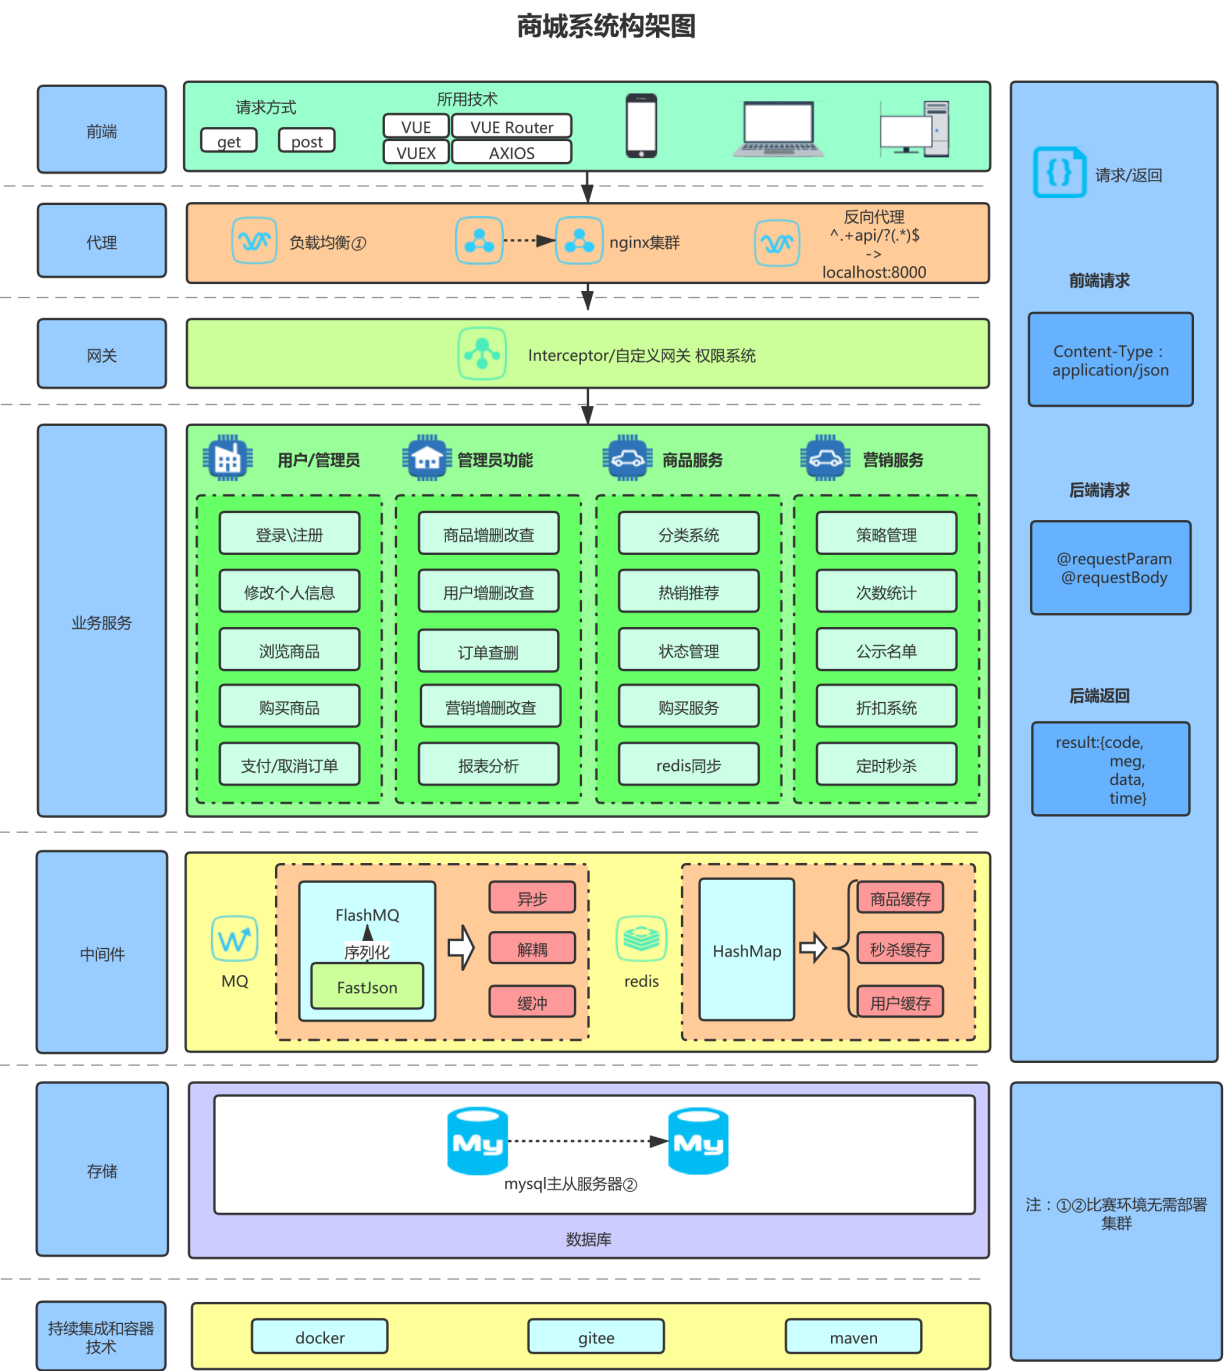 商城系统构架图
前端
请求方式
get
post
所用技术
VUE
VUE Router
VUEX
AXIOS
代理
负载均衡①
nginx集群
反向代理
^.+api/?(.*)$
->
localhost:8000
网关
Interceptor/自定义网关 权限系统
业务服务
用户/管理员
登录\注册
修改个人信息
浏览商品
购买商品
支付/取消订单
管理员功能
商品增删改查
用户增删改查
订单查删
营销增删改查
报表分析
商品服务
分类系统
热销推荐
状态管理
购买服务
redis同步
营销服务
策略管理
次数统计
公示名单
折扣系统
定时秒杀
中间件
MQ
FlashMQ
序列化
FastJson
异步
解耦
缓冲
redis
HashMap
商品缓存
秒杀缓存
用户缓存
存储
My
My
mysql主从服务器②
数据库
持续集成和容器
技术
docker
gitee
maven
{}
请求/返回
前端请求
Content-Type：
application/json
后端请求
@requestParam
@requestBody
后端返回
result:{code,
meg,
data,
time}
注：①②比赛环境无需部署
集群